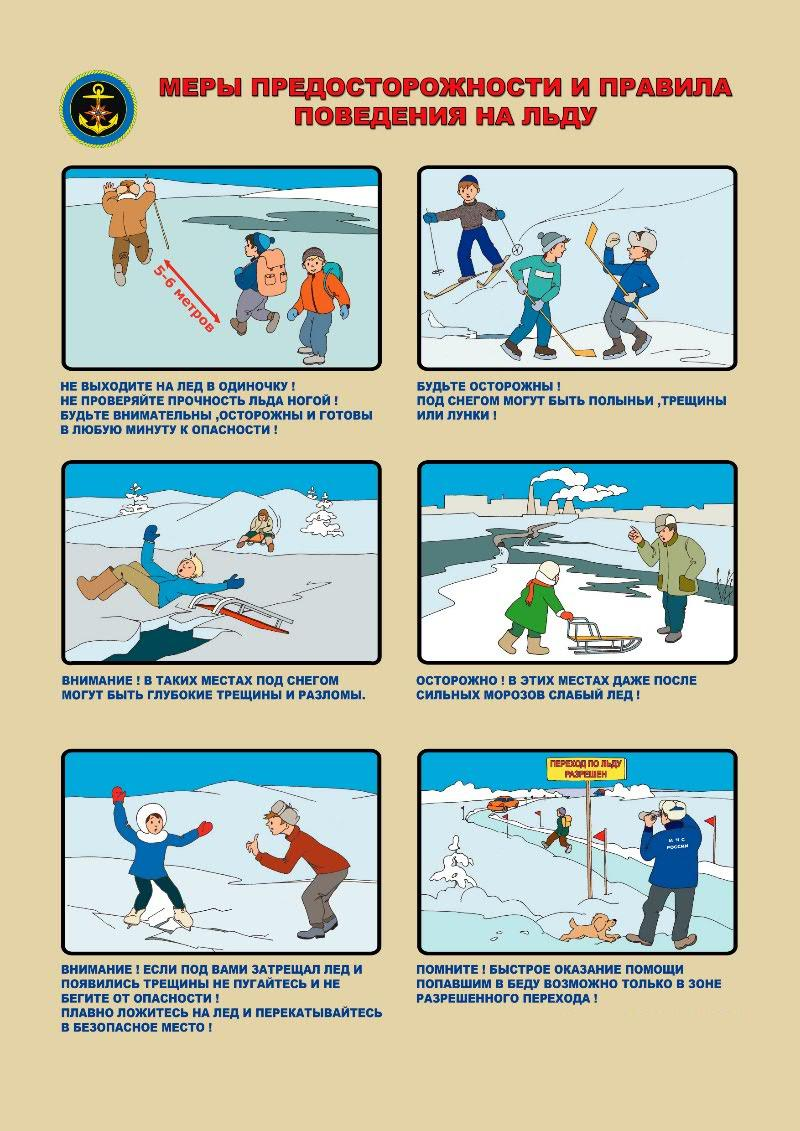 МЕРЫ ПРЕДОСТОРОЖНОСТИ И ПРАВИЛА
ПОВЕДЕНИЯ НА ЛЬДУ
5-6 метров
НЕ ВЫХОДИТЕ НА ЛЕД В ОДИНОЧКУ !
НЕ ПРОВЕРЯЙТЕ ПРОЧНОСТЬ ЛЬДА НОГОЙ !
БУДЬТЕ ВНИМАТЕЛЬНЫ ,ОСТОРОЖНЫ И ГОТОВЫ
В ЛЮБУЮ МИНУТУ К ОПАСНОСТИ !
БУДЬТЕ ОСТОРОЖНЫ !
ПОД СНЕГОМ МОГУТ БЫТЬ ПОЛЫНЬИ ,ТРЕЩИНЫ
ИЛИ ЛУНКИ !
ВНИМАНИЕ ! В ТАКИХ МЕСТАХ ПОД СНЕГОМ
МОГУТ БЫТЬ ГЛУБОКИЕ ТРЕЩИНЫ И РАЗЛОМЫ.
ОСТОРОЖНО ! В ЭТИХ МЕСТАХ ДАЖЕ ПОСЛЕ
СИЛЬНЫХ МОРОЗОВ СЛАБЫЙ ЛЕД !
ВНИМАНИЕ ! ЕСЛИ ПОД ВАМИ ЗАТРЕЩАЛ ЛЕД И
ПОЯВИЛИСЬ ТРЕЩИНЫ НЕ ПУГАЙТЕСЬ И НЕ
БЕГИТЕ ОТ ОПАСНОСТИ !
ПЛАВНО ЛОЖИТЕСЬ НА ЛЕД И ПЕРЕКАТЫВАЙТЕСЬ
В БЕЗОПАСНОЕ МЕСТО !
ПЕРЕХОД ПО ЛЬДУ
РАЗРЕШЕН
М Ч С
РОССИИ
ПОМНИТЕ ! БЫСТРОЕ ОКАЗАНИЕ ПОМОЩИ
ПОПАВШИМ В БЕДУ ВОЗМОЖНО ТОЛЬКО В ЗОНЕ
РАЗРЕШЕННОГО ПЕРЕХОДА !